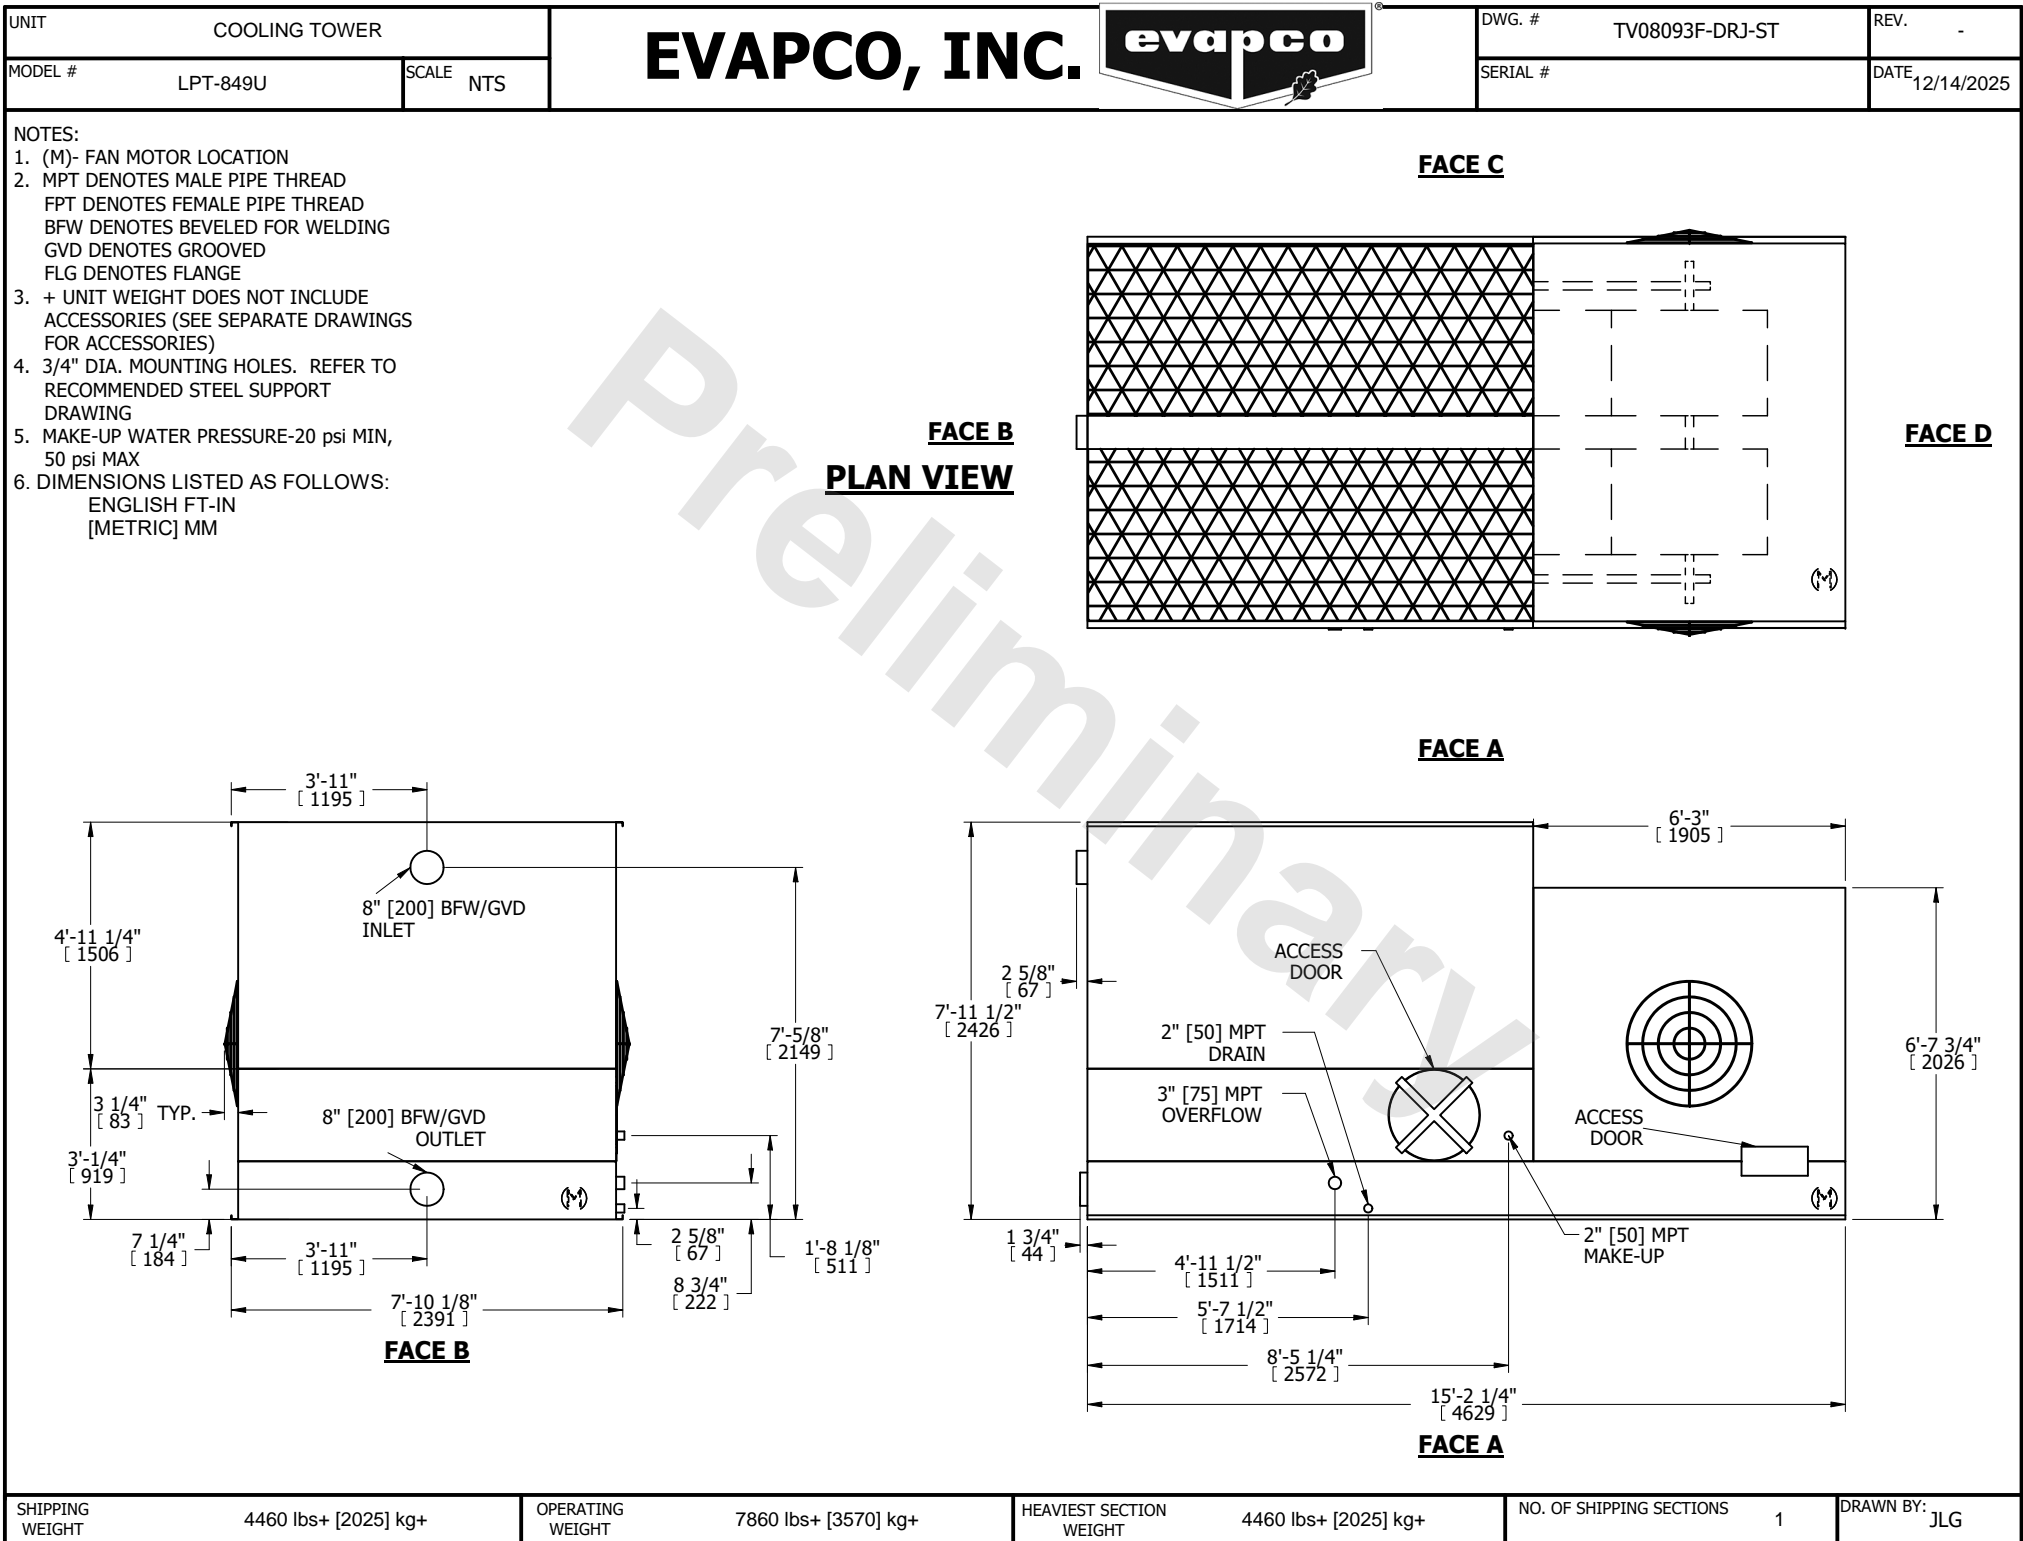 UNIT
COOLING TOWER
MODEL #
LPT-849U
SCALE
NTS
EVAPCO, INC.
evapco
®
DWG. #
TV08093F-DRJ-ST
REV.
-
SERIAL #
DATE
12/14/2025
NOTES:
1. (M)- FAN MOTOR LOCATION
2. MPT DENOTES MALE PIPE THREAD
FPT DENOTES FEMALE PIPE THREAD
BFW DENOTES BEVELED FOR WELDING
GVD DENOTES GROOVED
FLG DENOTES FLANGE
3. + UNIT WEIGHT DOES NOT INCLUDE
ACCESSORIES (SEE SEPARATE DRAWINGS
FOR ACCESSORIES)
4. 3/4" DIA. MOUNTING HOLES. REFER TO
RECOMMENDED STEEL SUPPORT
DRAWING
5. MAKE-UP WATER PRESSURE-20 psi MIN,
50 psi MAX
6. DIMENSIONS LISTED AS FOLLOWS:
ENGLISH FT-IN
[METRIC] MM
Preliminary
FACE C
FACE B
PLAN VIEW
FACE D
(M)
FACE A
3'-11"
[ 1195 ]
8" [200] BFW/GVD
INLET
4'-11 1/4"
[ 1506 ]
7'-5/8"
[ 2149 ]
3 1/4"
[ 83 ]
TYP.
8" [200] BFW/GVD
OUTLET
3'-1/4"
[ 919 ]
(M)
7 1/4"
[ 184 ]
3'-11"
[ 1195 ]
2 5/8"
[ 67 ]
1'-8 1/8"
[ 511 ]
8 3/4"
[ 222 ]
7'-10 1/8"
[ 2391 ]
FACE B
6'-3"
[ 1905 ]
ACCESS
DOOR
2 5/8"
[ 67 ]
7'-11 1/2"
[ 2426 ]
2" [50] MPT
DRAIN
6'-7 3/4"
[ 2026 ]
3" [75] MPT
OVERFLOW
ACCESS
DOOR
(M)
2" [50] MPT
MAKE-UP
1 3/4"
[ 44 ]
4'-11 1/2"
[ 1511 ]
5'-7 1/2"
[ 1714 ]
8'-5 1/4"
[ 2572 ]
15'-2 1/4"
[ 4629 ]
FACE A
SHIPPING
WEIGHT
4460 lbs+ [2025] kg+
OPERATING
WEIGHT
7860 lbs+ [3570] kg+
HEAVIEST SECTION
WEIGHT
4460 lbs+ [2025] kg+
NO. OF SHIPPING SECTIONS
1
DRAWN BY:
JLG